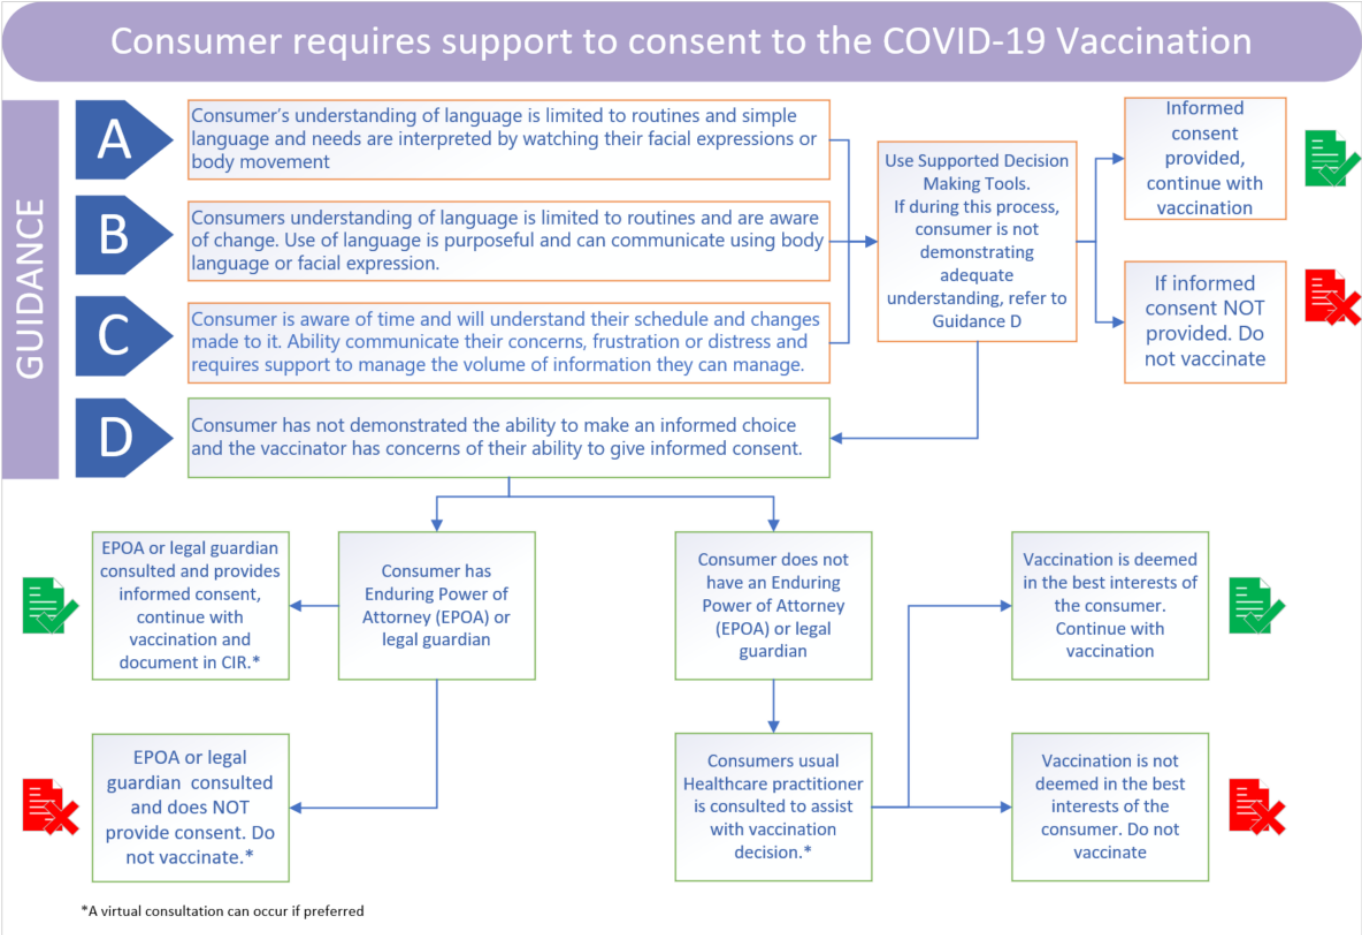 Consumer requires support to consent to the COVID-19 Vaccination
GUIDANCE
A
Consumer's understanding of language is limited to routines and simple
language and needs are interpreted by watching their facial expressions or
body movement
B
Consumers understanding of language is limited to routines and are aware
of change. Use of language is purposeful and can communicate using body
language or facial expression.
C
Consumer is aware of time and will understand their schedule and changes
made to it. Ability communicate their concerns, frustration or distress and
requires support to manage the volume of information they can manage.
D
Consumer has not demonstrated the ability to make an informed choice
and the vaccinator has concerns of their ability to give informed consent.
Use Supported Decision
Making Tools.
If during this process,
consumer is not
demonstrating
adequate
understanding, refer to
Guidance D
Informed
consent
provided,
continue with
vaccination
If informed
consent NOT
provided. Do
not vaccinate
EPOA or legal guardian
consulted and provides
informed consent,
continue with
vaccination and
document in CIR.*
Consumer has
Enduring Power of
Attorney (EPOA) or
legal guardian
Consumer does not
have an Enduring
Power of Attorney
(EPOA) or legal
guardian
Vaccination is deemed
in the best interests of
the consumer.
Continue with
vaccination
EPOA or legal
guardian consulted
and does NOT
provide consent. Do
not vaccinate.*
Consumers usual
Healthcare practitioner
is consulted to assist
with vaccination
decision.*
Vaccination is not
deemed in the best
interests of the
consumer. Do not
vaccinate
*A virtual consultation can occur if preferred